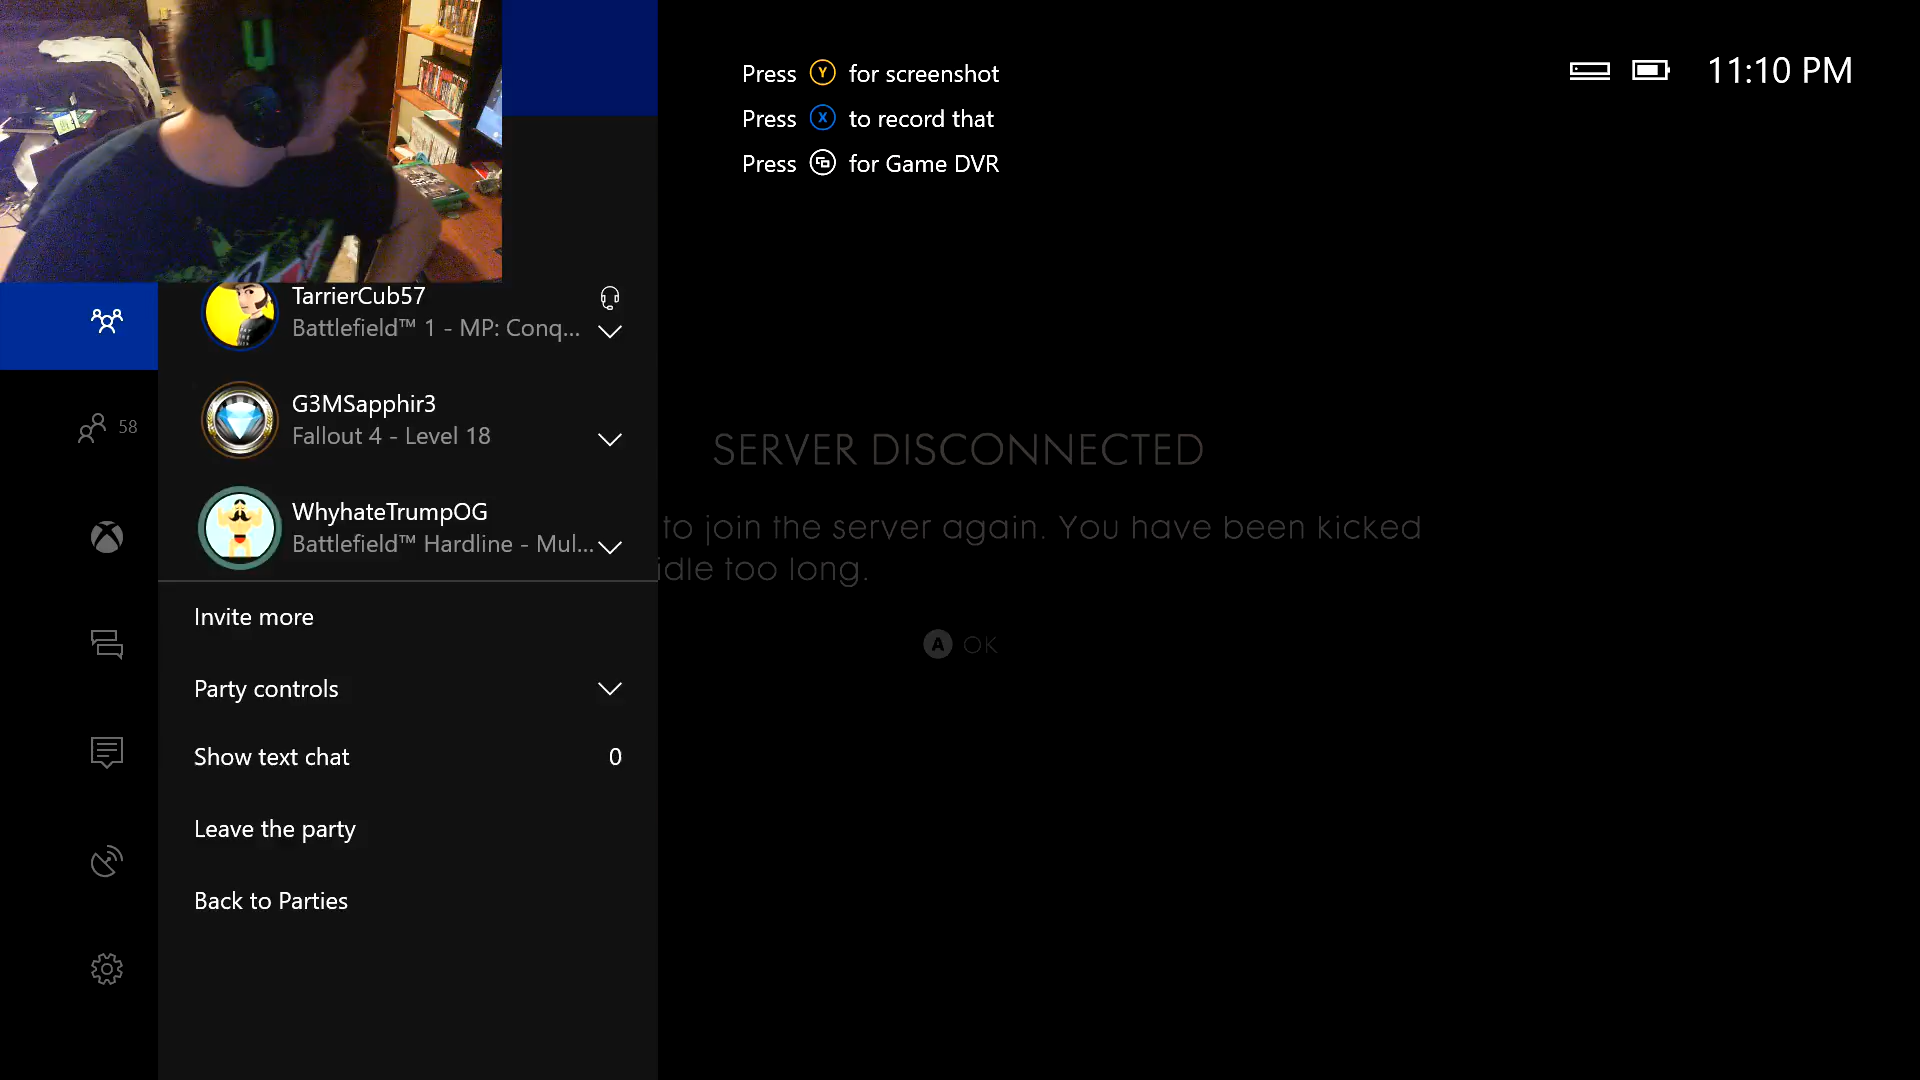 Press Y for screenshot
Press X to record that
Press for Game DVR
11:10 PM
TarrierCub57
Battlefield™ 1 - MP: Conq...
G3MSapphir3
Fallout 4 - Level 18
WhyhateTrumpOG
Battlefield™ Hardline - Mul...
58
Invite more
Party controls
Show text chat 0
Leave the party
Back to Parties
SERVER DISCONNECTED
to join the server again. You have been kicked
idle too long.
A OK